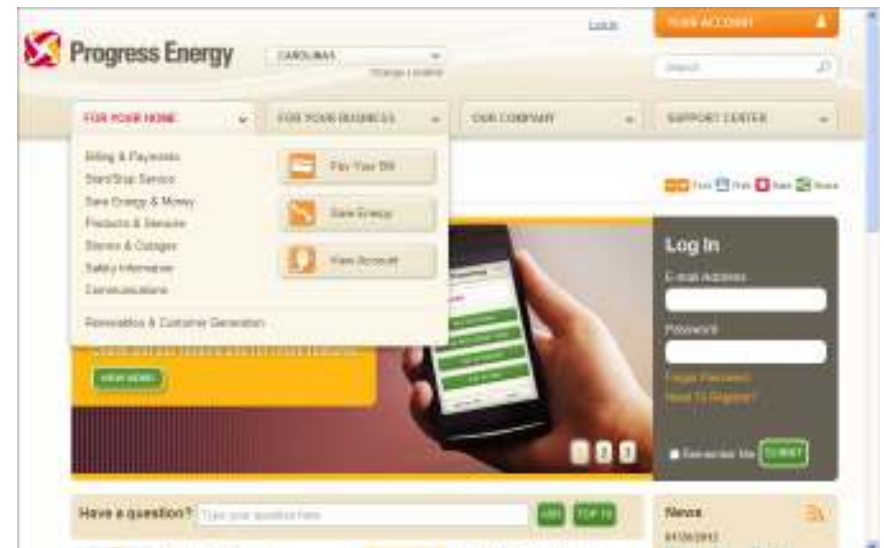 Log In
YOUR ACCOUNT
Progress Energy
CAROLINAS
Change Location
Search
FOR YOUR HOME
FOR YOUR BUSINESS
OUR COMPANY
SUPPORT CENTER
Billing & Payments
Start/Stop Service
Save Energy & Money
Products & Services
Storms & Outages
Safety Information
Communications
Renewables & Customer Generation
Pay Your Bill
Save Energy
View Account
Text Print Share
VIEW MORE
1 2 3
Log In
E-mail Address
Password
Forgot Password
Need To Register?
Remember Me SUBMIT
Have a question? Type your question here ASK TOP 10
News
01/26/2012